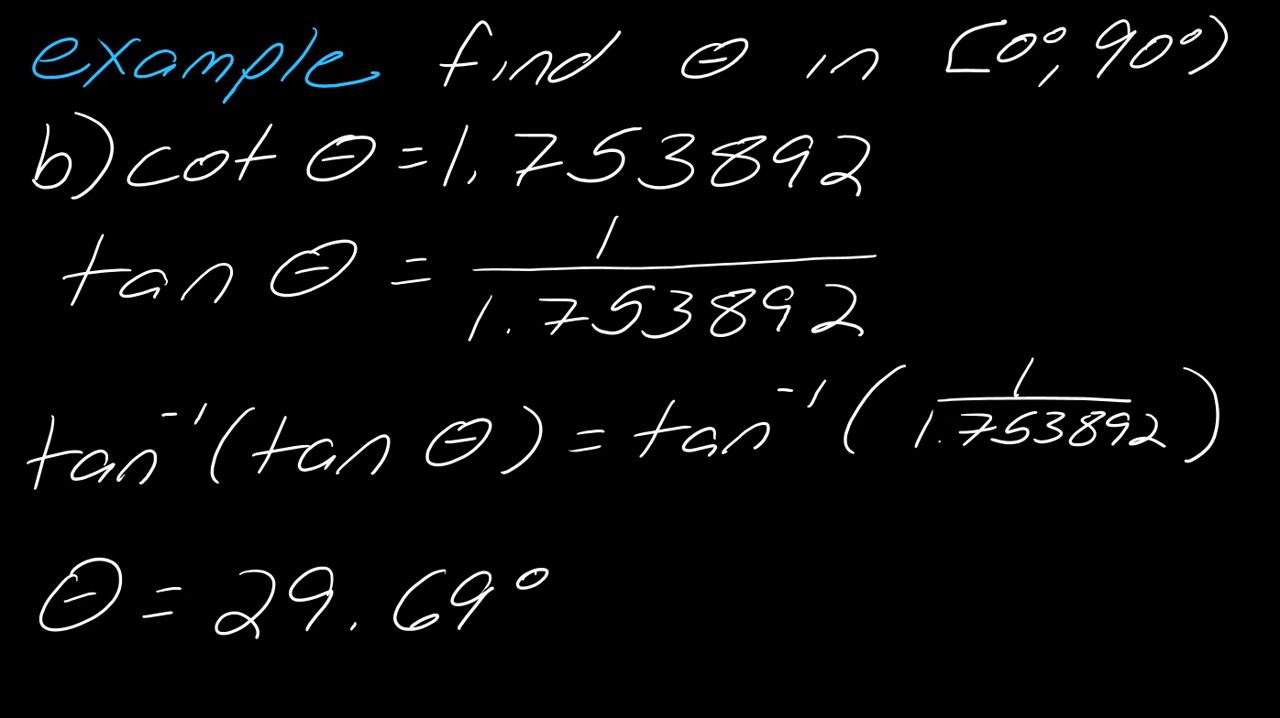 example find θ in [0°, 90°)
b) cot θ = 1.753892
tan θ = 1/1.753892
tan⁻¹(tan θ) = tan⁻¹(1/1.753892)
θ = 29.69°